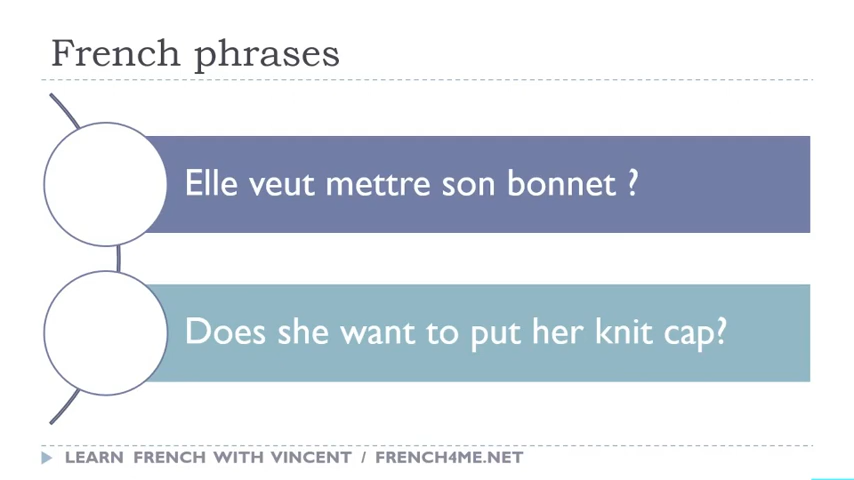 French phrases
Elle veut mettre son bonnet ?
Does she want to put her knit cap?
LEARN FRENCH WITH VINCENT / FRENCH4ME.NET